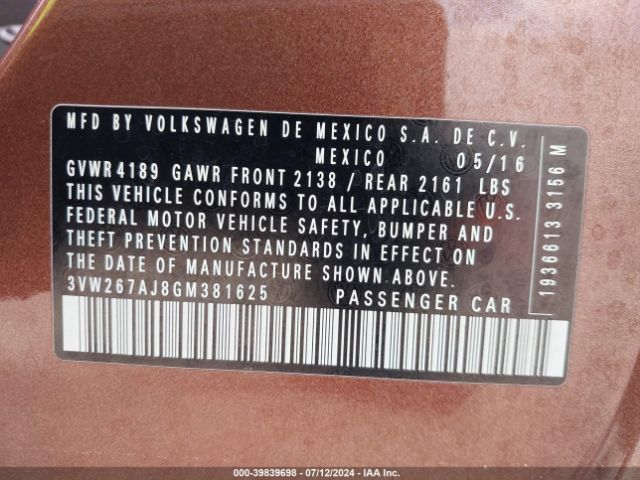 MFD BY VOLKSWAGEN DE MEXICO S.A. DE C.V.
MEXICO 05/16
GVWR 4189 GAWR FRONT 2138 / REAR 2161 LBS
THIS VEHICLE CONFORMS TO ALL APPLICABLE U.S.
FEDERAL MOTOR VEHICLE SAFETY, BUMPER AND
THEFT PREVENTION STANDARDS IN EFFECT ON
THE DATE OF MANUFACTURE SHOWN ABOVE.
3VW267AJ8GM381625 PASSENGER CAR
1936613 3156 M
000-39839698 - 07/12/2024 - IAA Inc.